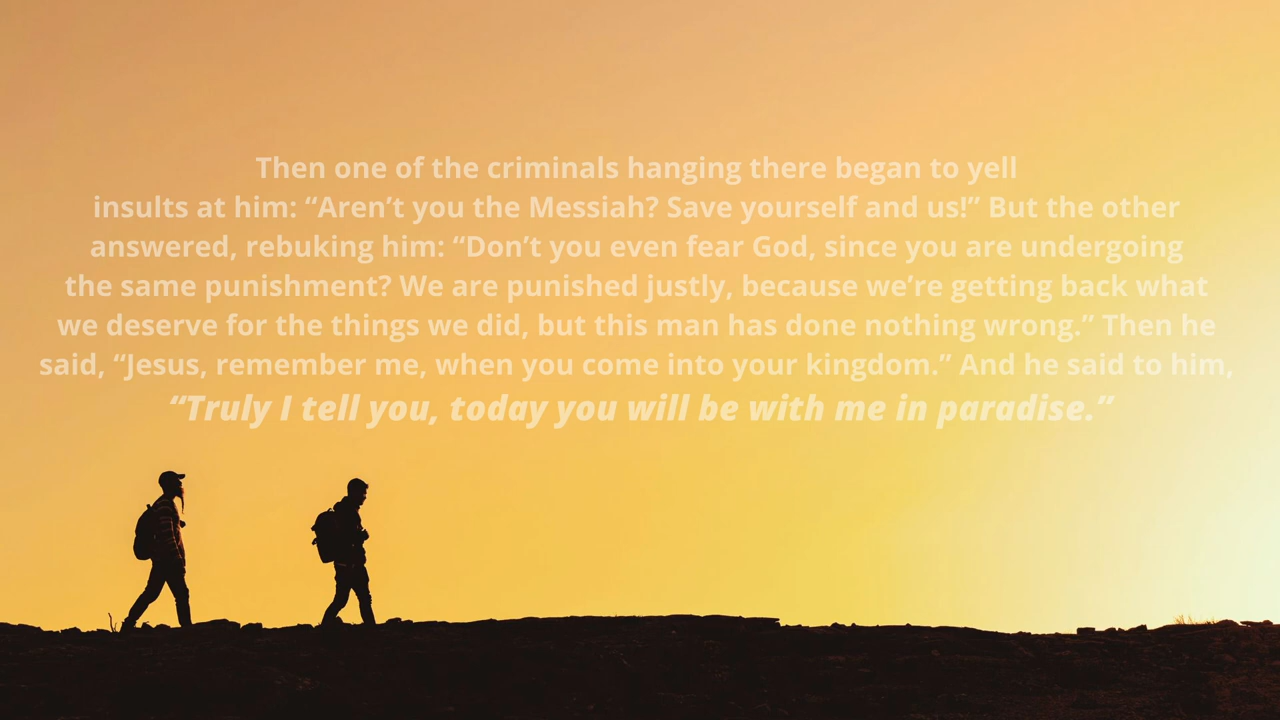 Then one of the criminals hanging there began to yell
insults at him: “Aren’t you the Messiah? Save yourself and us!” But the other
answered, rebuking him: “Don’t you even fear God, since you are undergoing
the same punishment? We are punished justly, because we’re getting back what
we deserve for the things we did, but this man has done nothing wrong.” Then he
said, “Jesus, remember me, when you come into your kingdom.” And he said to him,
“Truly I tell you, today you will be with me in paradise.”